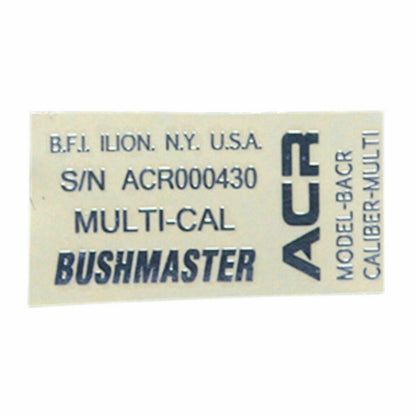 B.F.I. ILION. N.Y. U.S.A.
S/N ACR000430
MULTI-CAL
BUSHMASTER
ACR
MODEL-BACR
CALIBER-MULTI